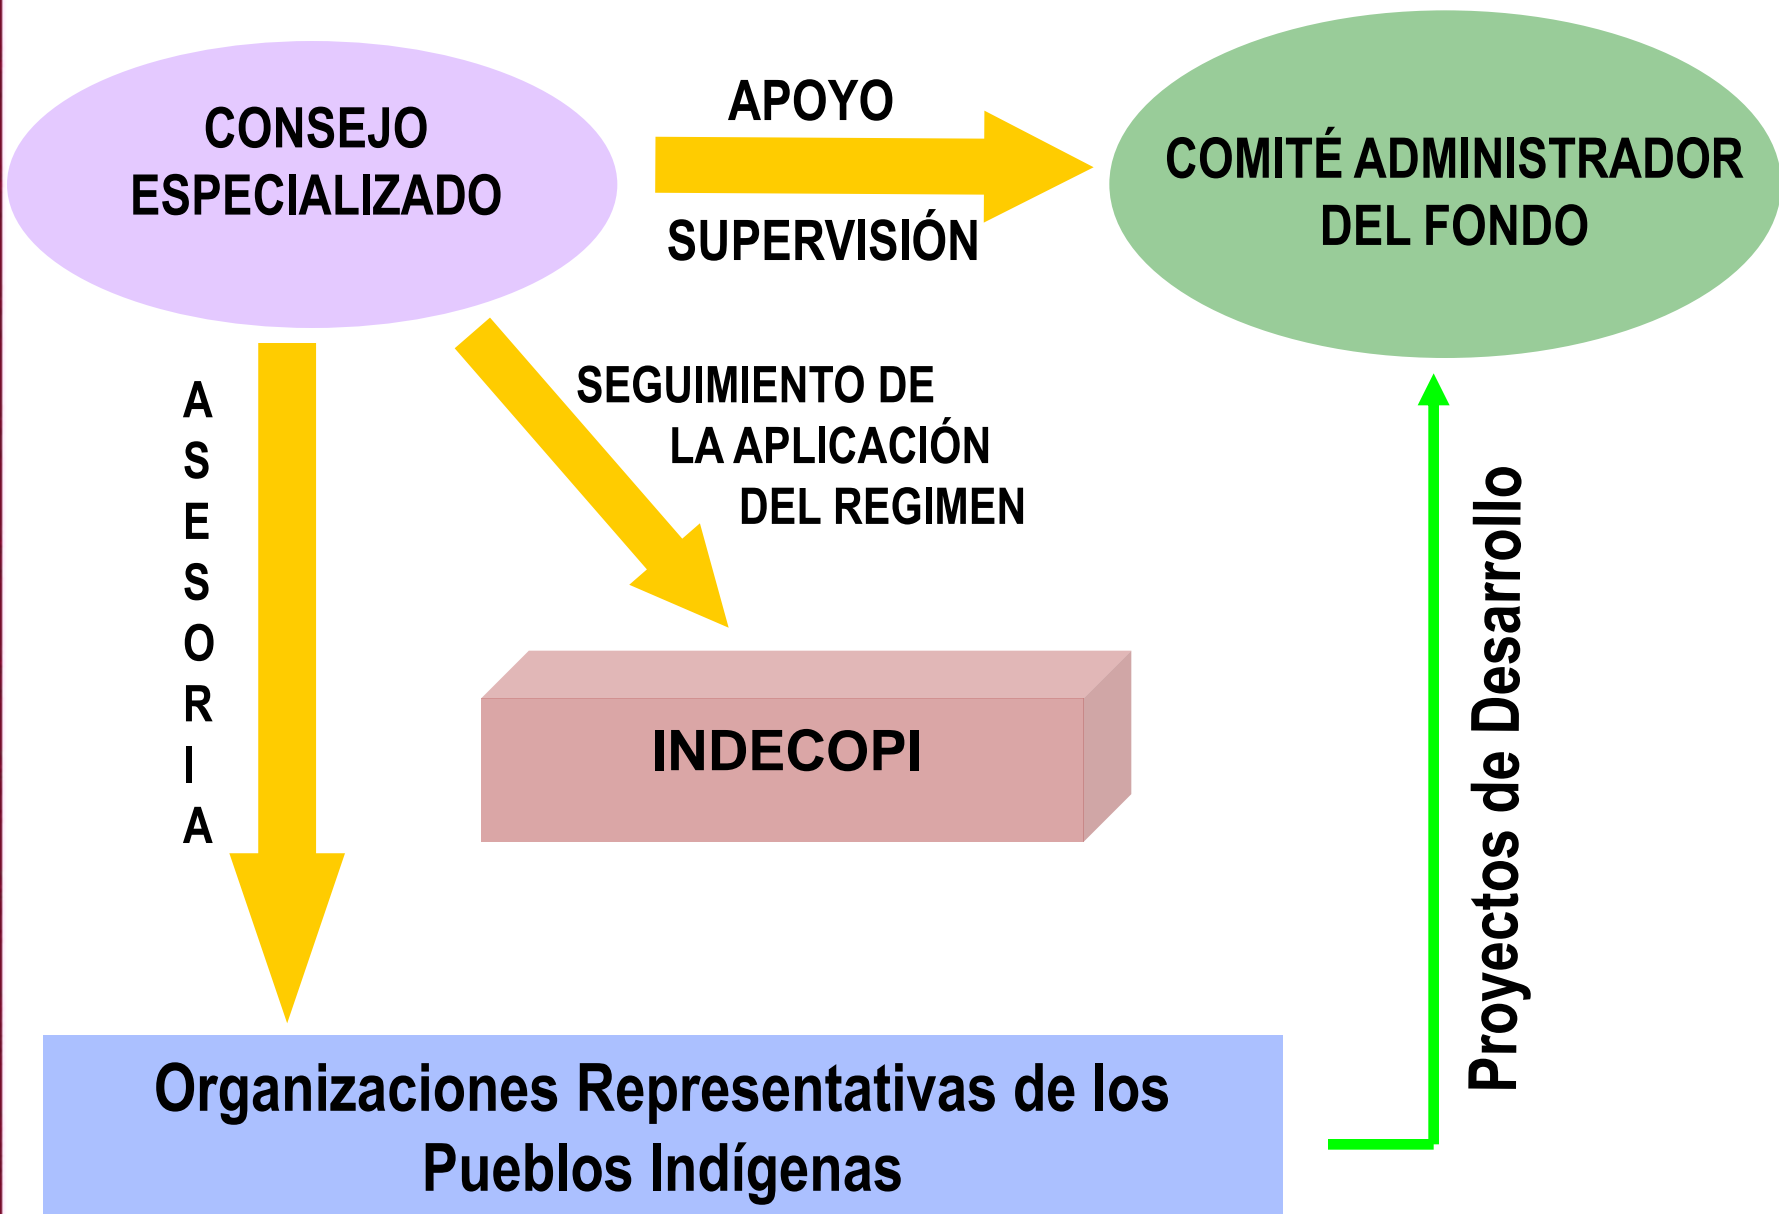 CONSEJO
ESPECIALIZADO
APOYO
SUPERVISIÓN
COMITÉ ADMINISTRADOR
DEL FONDO
SEGUIMIENTO DE
LA APLICACIÓN
DEL REGIMEN
A
S
E
S
O
R
I
A
INDECOPI
Proyectos de Desarrollo
Organizaciones Representativas de los
Pueblos Indígenas